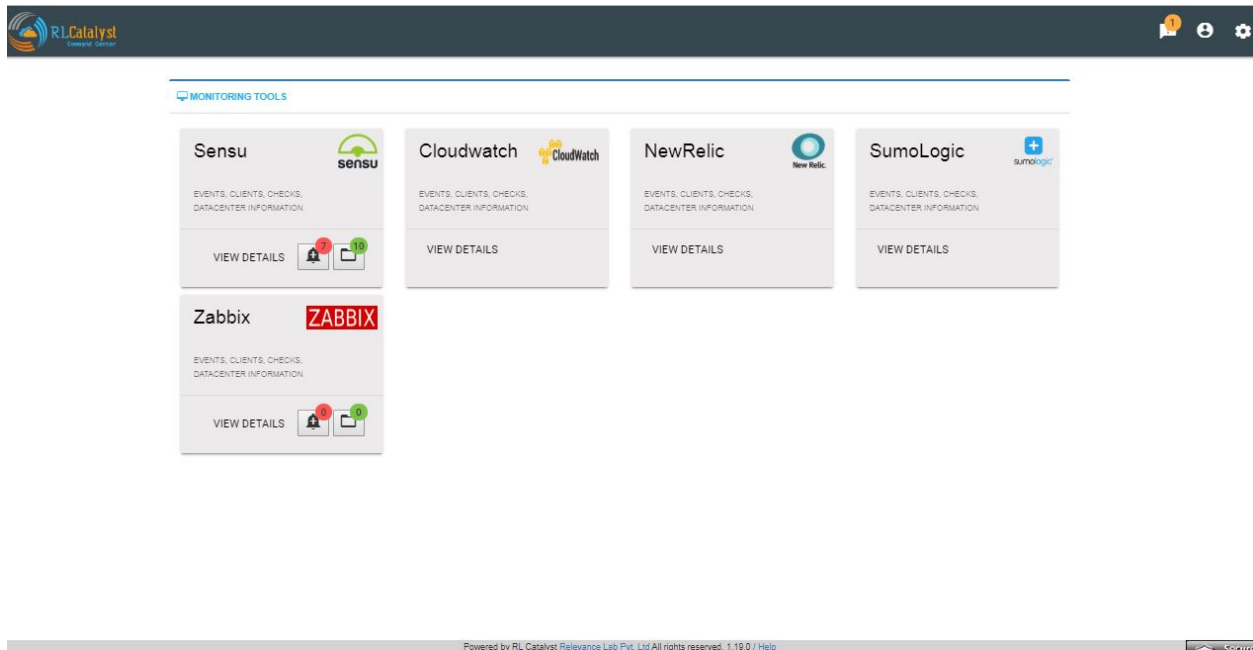 RLCatalyst
Command Center
1
MONITORING TOOLS
Sensu
sensu
EVENTS, CLIENTS, CHECKS,
DATACENTER INFORMATION
VIEW DETAILS
7
10
Cloudwatch
CloudWatch
EVENTS, CLIENTS, CHECKS,
DATACENTER INFORMATION
VIEW DETAILS
NewRelic
New Relic.
EVENTS, CLIENTS, CHECKS,
DATACENTER INFORMATION
VIEW DETAILS
SumoLogic
sumologic
EVENTS, CLIENTS, CHECKS,
DATACENTER INFORMATION
VIEW DETAILS
Zabbix
ZABBIX
EVENTS, CLIENTS, CHECKS,
DATACENTER INFORMATION
VIEW DETAILS
0
0
Powered by RL Catalyst Relevance Lab Pvt. Ltd All rights reserved. 1.19.0 / Help